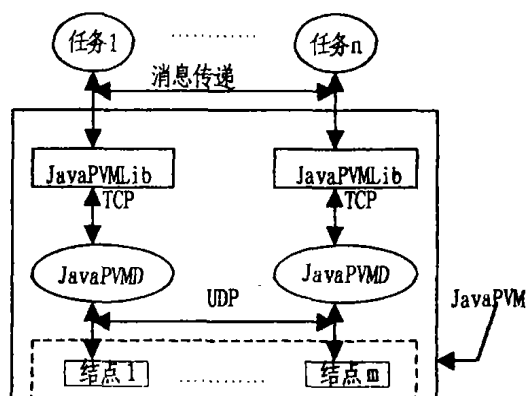 任务1 ········ 任务n
消息传递
JavaPVMLib JavaPVMLib
TCP TCP
JavaPVMD JavaPVMD
UDP
JavaPVM
结点1 ········ 结点m